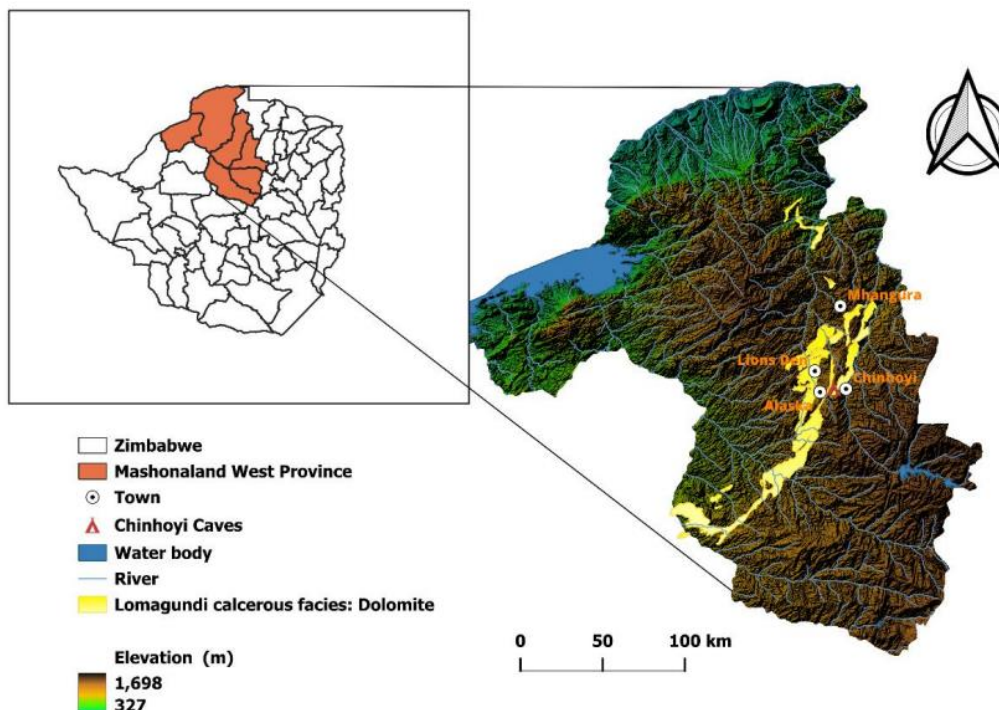 Mhangura
Lions Den
Chinhoyi
Alaska
Zimbabwe
Mashonaland West Province
Town
Chinhoyi Caves
Water body
River
Lomagundi calcerous facies: Dolomite
0 50 100 km
Elevation (m)
1,698
327